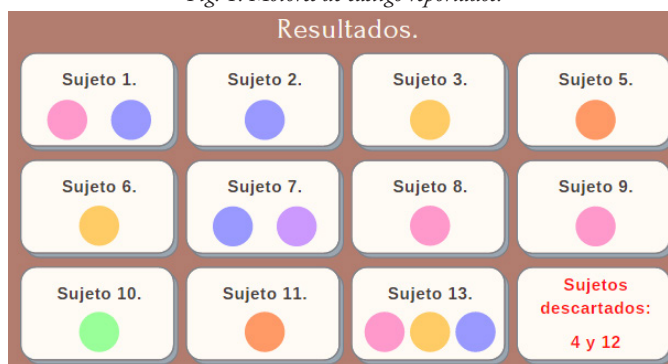 Resultados.
Sujeto 1.
Sujeto 2.
Sujeto 3.
Sujeto 5.
Sujeto 6.
Sujeto 7.
Sujeto 8.
Sujeto 9.
Sujeto 10.
Sujeto 11.
Sujeto 13.
Sujetos
descartados:
4 y 12